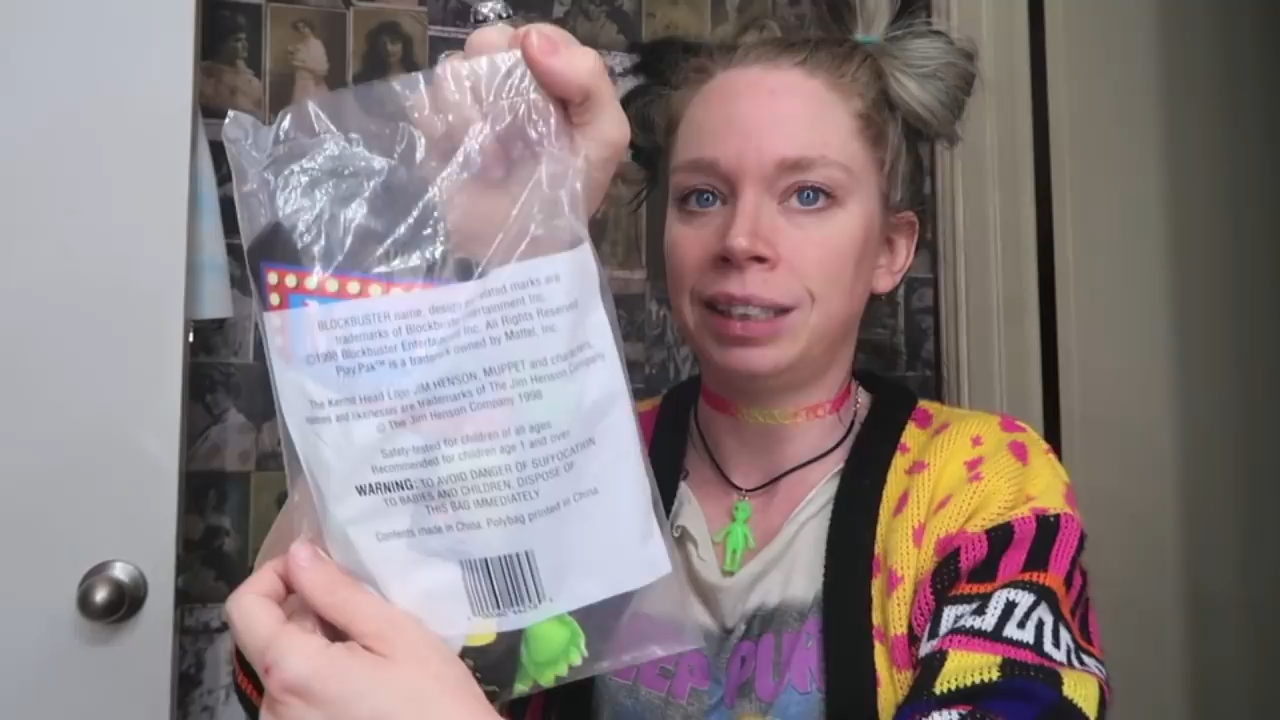 BLOCKBUSTER name, design related marks are
trademarks of Blockbuster Entertainment Inc.
©1998 Blockbuster Entertainment Inc. All Rights Reserved
Play Pak™ is a trademark owned by Mattel, Inc.
The Kermit Head Logo JIM HENSON, MUPPET and characters,
names and likenesses are trademarks of The Jim Henson Company
© The Jim Henson Company 1998
Safety-tested for children of all ages
Recommended for children age 1 and over
WARNING: TO AVOID DANGER OF SUFFOCATION
TO BABIES AND CHILDREN, DISPOSE OF
THIS BAG IMMEDIATELY
Contents made in China. Polybag printed in China